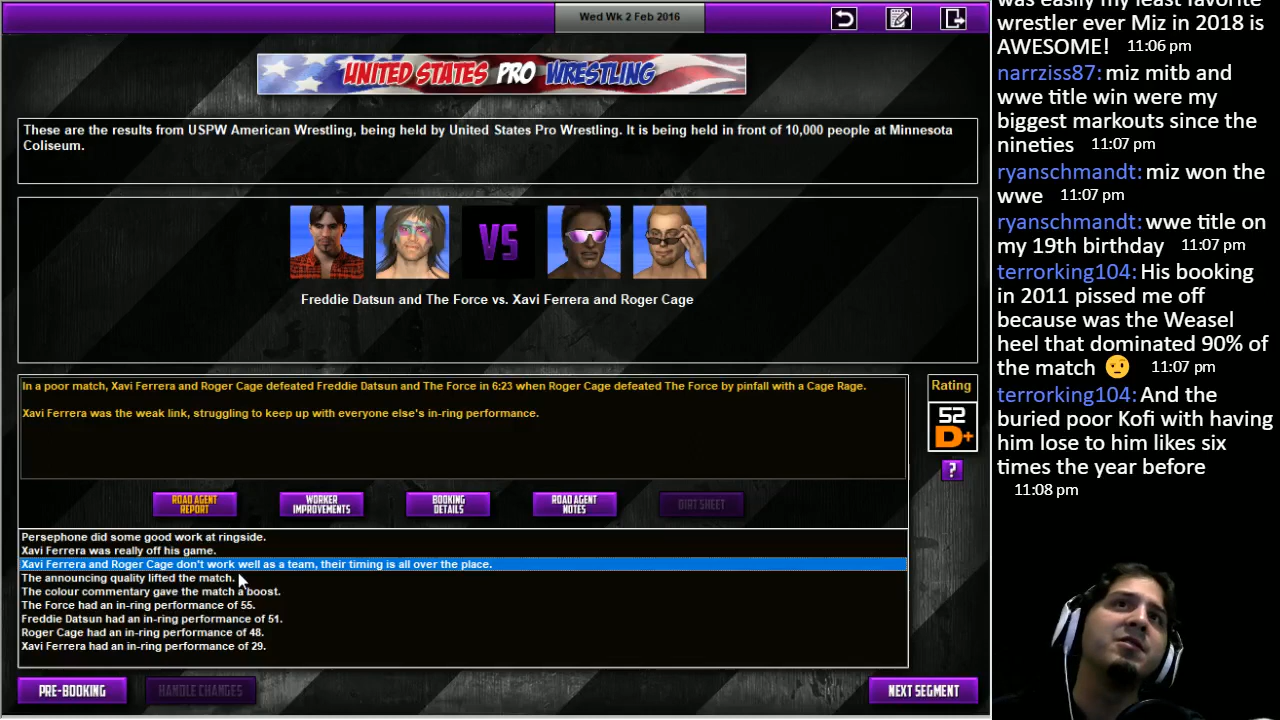 Wed Wk 2 Feb 2016
UNITED STATES PRO WRESTLING
These are the results from USPW American Wrestling, being held by United States Pro Wrestling. It is being held in front of 10,000 people at Minnesota
Coliseum.
VS
Freddie Datsun and The Force vs. Xavi Ferrera and Roger Cage
In a poor match, Xavi Ferrera and Roger Cage defeated Freddie Datsun and The Force in 6:23 when Roger Cage defeated The Force by pinfall with a Cage Rage.
Xavi Ferrera was the weak link, struggling to keep up with everyone else's in-ring performance.
Rating
52
D+
?
ROAD AGENT
REPORT
WORKER
IMPROVEMENTS
BOOKING
DETAILS
ROAD AGENT
NOTES
DIRT SHEET
Persephone did some good work at ringside.
Xavi Ferrera was really off his game.
Xavi Ferrera and Roger Cage don't work well as a team, their timing is all over the place.
The announcing quality lifted the match.
The colour commentary gave the match a boost.
The Force had an in-ring performance of 55.
Freddie Datsun had an in-ring performance of 51.
Roger Cage had an in-ring performance of 48.
Xavi Ferrera had an in-ring performance of 29.
PRE-BOOKING
HANDLE CHANGES
NEXT SEGMENT
was easily my least favorite
wrestler ever Miz in 2018 is
AWESOME! 11:06 pm
narrziss87: miz mitb and
wwe title win were my
biggest markouts since the
nineties 11:07 pm
ryanschmandt: miz won the
wwe 11:07 pm
ryanschmandt: wwe title on
my 19th birthday 11:07 pm
terrorking104: His booking
in 2011 pissed me off
because was the Weasel
heel that dominated 90% of
the match 11:07 pm
terrorking104: And the
buried poor Kofi with having
him lose to him likes six
times the year before
11:08 pm